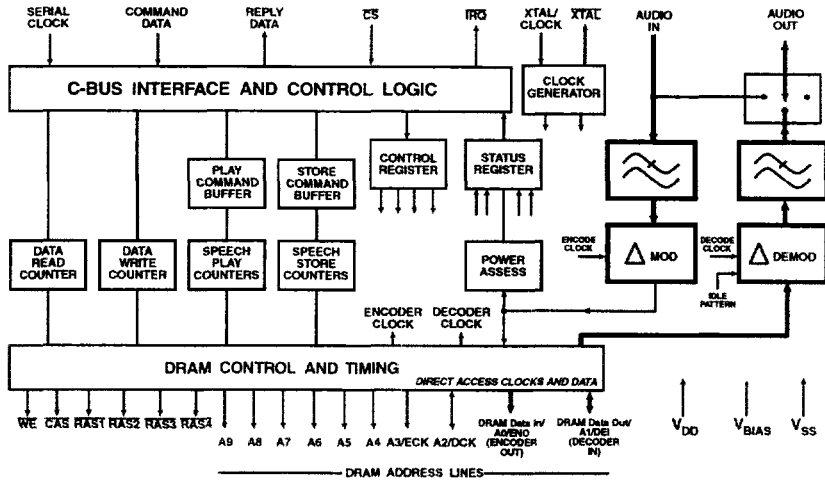 SERIAL CLOCK
COMMAND DATA
REPLY DATA
CS
IRQ
XTAL/ CLOCK
XTAL
AUDIO IN
AUDIO OUT
C-BUS INTERFACE AND CONTROL LOGIC
CLOCK GENERATOR
PLAY COMMAND BUFFER
STORE COMMAND BUFFER
CONTROL REGISTER
STATUS REGISTER
DATA READ COUNTER
DATA WRITE COUNTER
SPEECH PLAY COUNTERS
SPEECH STORE COUNTERS
POWER ASSESS
ENCODE CLOCK
Δ MOD
DECODE CLOCK
Δ DEMOD
IDLE PATTERN
ENCODER CLOCK
DECODER CLOCK
DRAM CONTROL AND TIMING
DIRECT ACCESS CLOCKS AND DATA
WE
CAS
RAS1
RAS2
RAS3
RAS4
A9
A8
A7
A6
A5
A4
A3/ECK
A2/DCK
DRAM Data In/
A0/ENO
(ENCODER OUT)
DRAM Data Out/
A1/DEI
(DECODER IN)
VDD
VBIAS
VSS
DRAM ADDRESS LINES